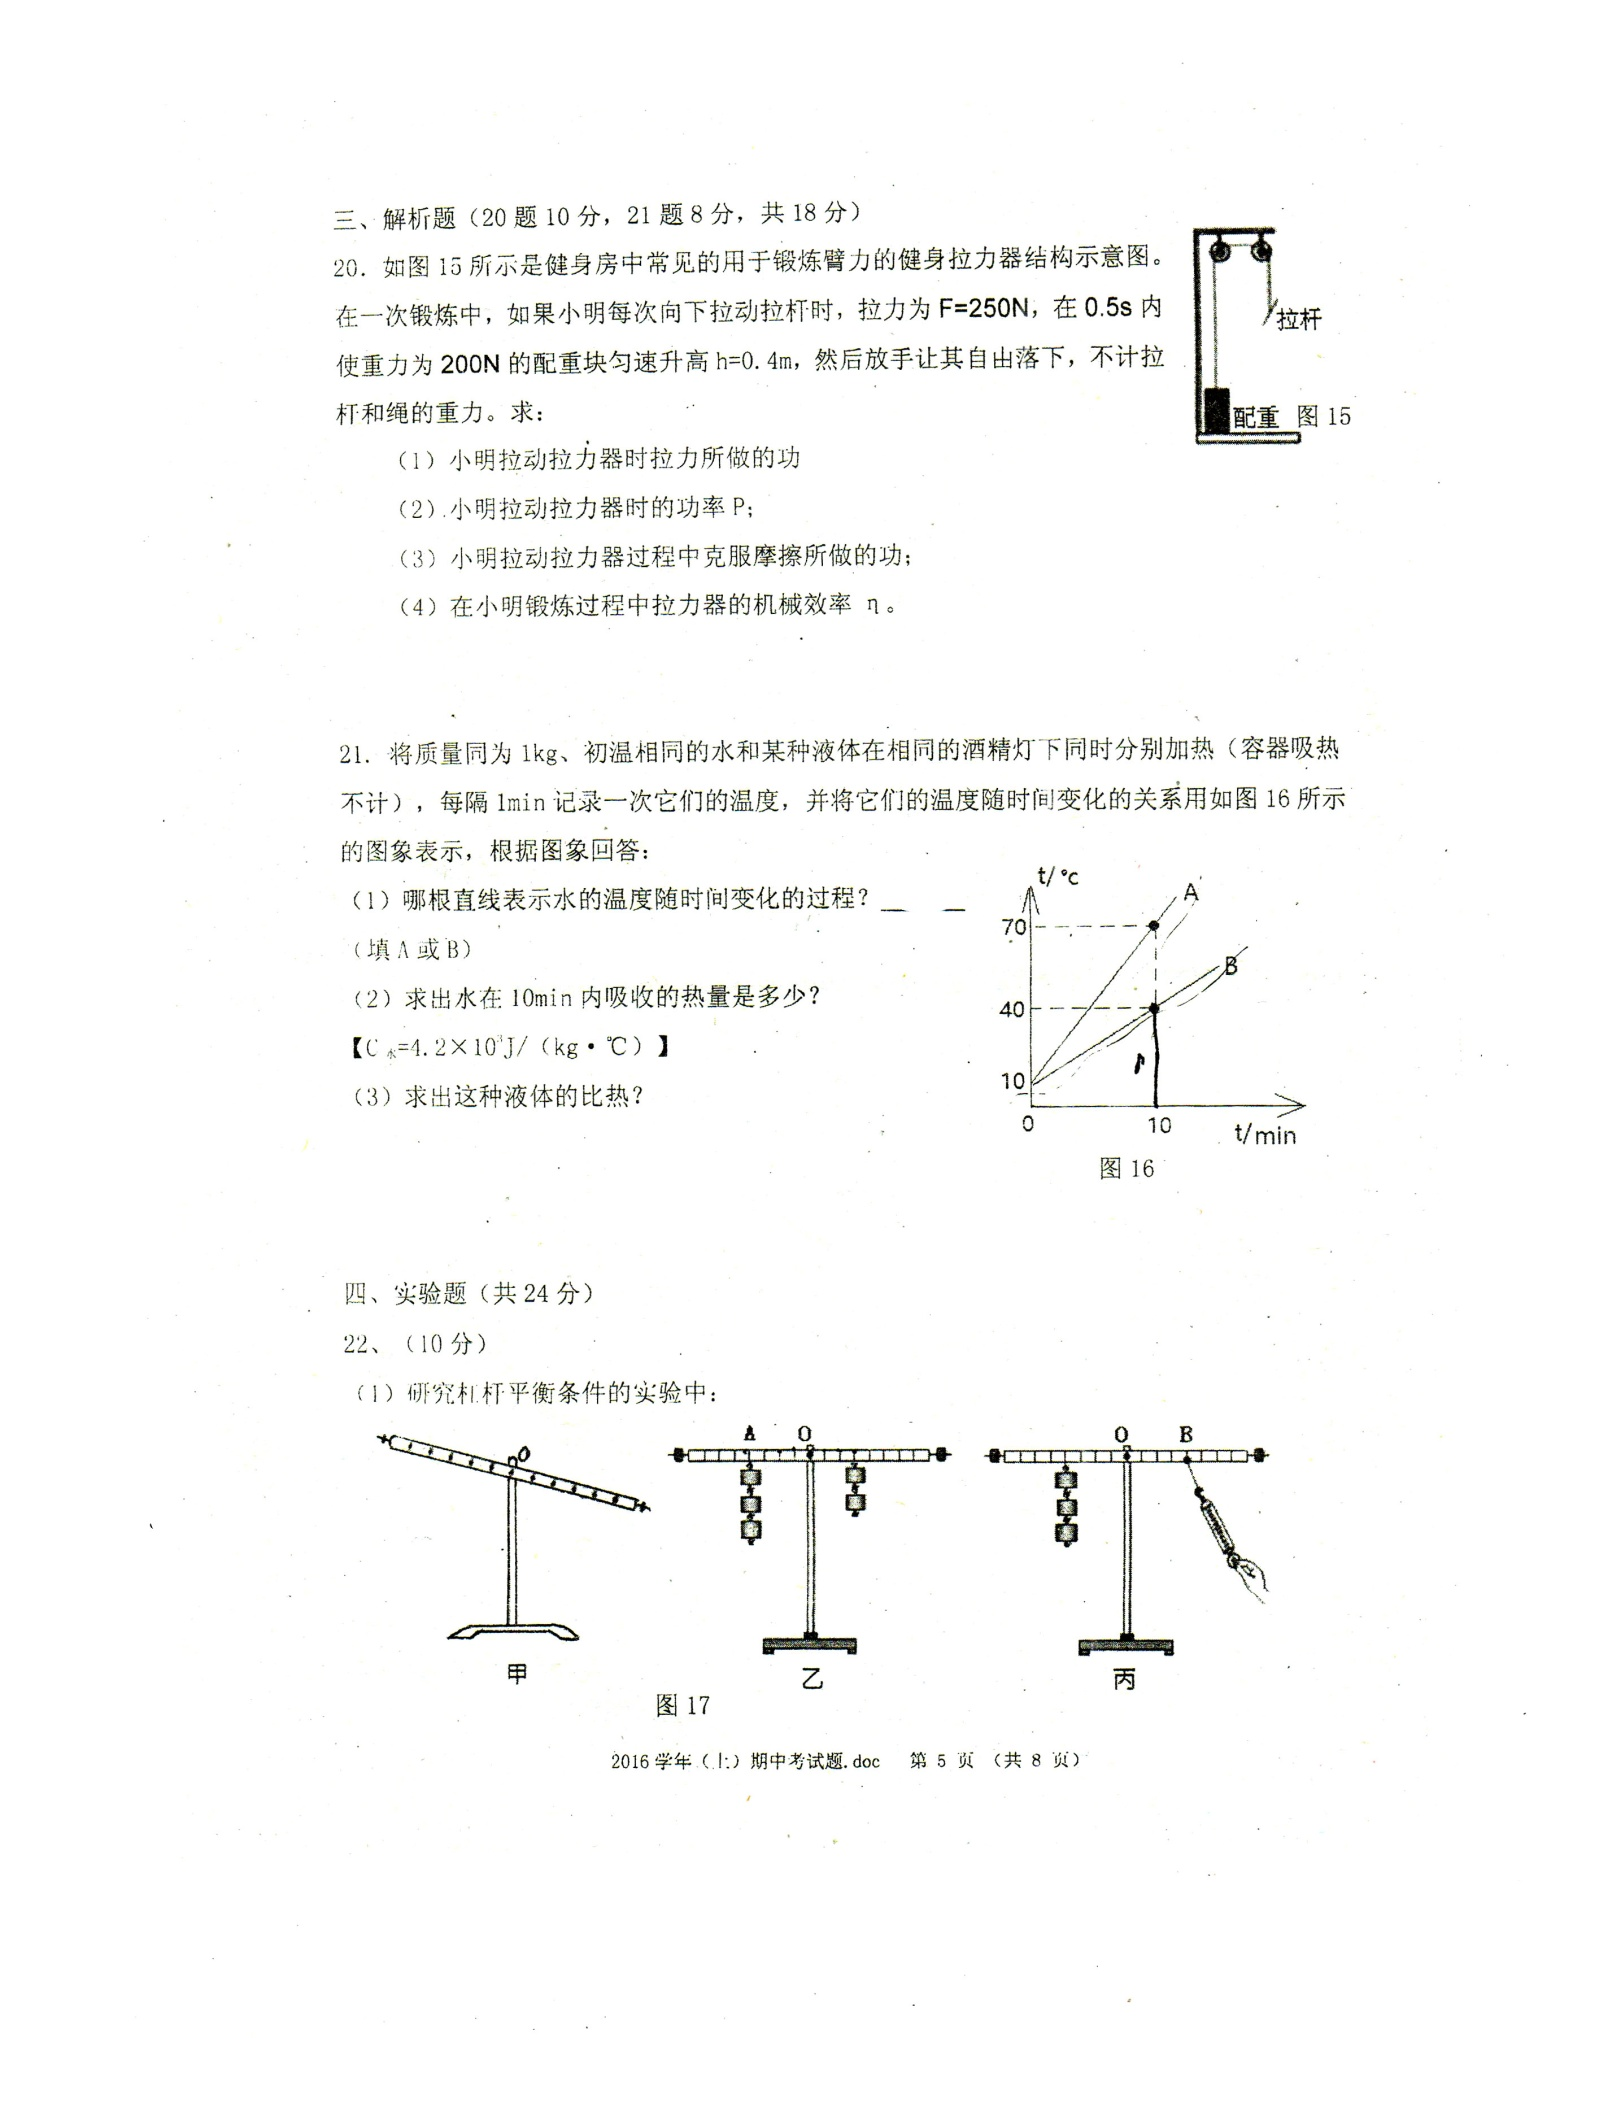 三、解析题（20题10分，21题8分，共18分）
20．如图15所示是健身房中常见的用于锻炼臂力的健身拉力器结构示意图。
在一次锻炼中，如果小明每次向下拉动拉杆时，拉力为F=250N，在0.5s内
使重力为200N的配重块匀速升高h=0.4m，然后放手让其自由落下，不计拉
杆和绳的重力。求：
拉杆
配重 图15
（1）小明拉动拉力器时拉力所做的功
（2）小明拉动拉力器时的功率P；
（3）小明拉动拉力器过程中克服摩擦所做的功；
（4）在小明锻炼过程中拉力器的机械效率 η。
21．将质量同为1kg、初温相同的水和某种液体在相同的酒精灯下同时分别加热（容器吸热
不计），每隔1min记录一次它们的温度，并将它们的温度随时间变化的关系用如图16所示
的图象表示，根据图象回答：
（1）哪根直线表示水的温度随时间变化的过程？__ __
（填A或B）
（2）求出水在10min内吸收的热量是多少？
【C水=4.2×10³J/（kg·℃）】
（3）求出这种液体的比热？
t/℃
A
70
B
40
10
0 10
t/min
图16
四、实验题（共24分）
22、（10分）
（1）研究杠杆平衡条件的实验中：
O
A O
O B
甲 乙 丙
图17
2016学年（上）期中考试题.doc 第 5 页 （共 8 页）